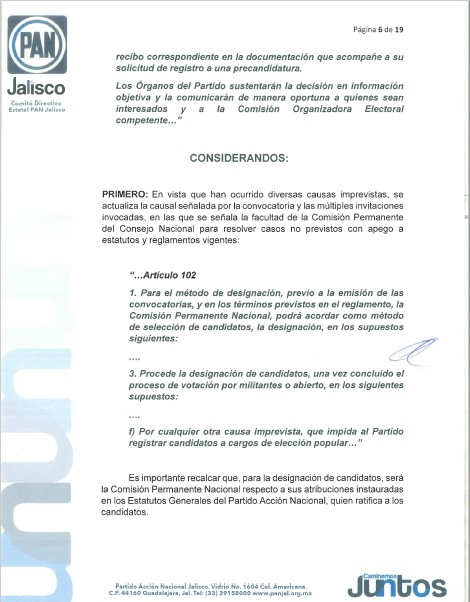 Página 6 de 19
PAN
Jalisco
Comité Directivo
Estatal PAN Jalisco
recibo correspondiente en la documentación que acompañe a su
solicitud de registro a una precandidatura.
Los Órganos del Partido sustentarán la decisión en información
objetiva y la comunicarán de manera oportuna a quienes sean
interesados y a la Comisión Organizadora Electoral
competente…”
CONSIDERANDOS:
PRIMERO: En vista que han ocurrido diversas causas imprevistas, se
actualiza la causal señalada por la convocatoria y las múltiples invitaciones
invocadas, en las que se señala la facultad de la Comisión Permanente
del Consejo Nacional para resolver casos no previstos con apego a
estatutos y reglamentos vigentes:
“…Artículo 102
1. Para el método de designación, previo a la emisión de las
convocatorias, y en los términos previstos en el reglamento, la
Comisión Permanente Nacional, podrá acordar como método
de selección de candidatos, la designación, en los supuestos
siguientes:
….
3. Procede la designación de candidatos, una vez concluido el
proceso de votación por militantes o abierto, en los siguientes
supuestos:
….
f) Por cualquier otra causa imprevista, que impida al Partido
registrar candidatos a cargos de elección popular…”
Es importante recalcar que, para la designación de candidatos, será
la Comisión Permanente Nacional respecto a sus atribuciones instauradas
en los Estatutos Generales del Partido Acción Nacional, quien ratifica a los
candidatos.
Partido Acción Nacional Jalisco. Vidrio No. 1604 Col. Americana.
C.P. 44160 Guadalajara, Jal. Tel: (33) 39158000 www.panjal.org.mx
Caminemos
Juntos